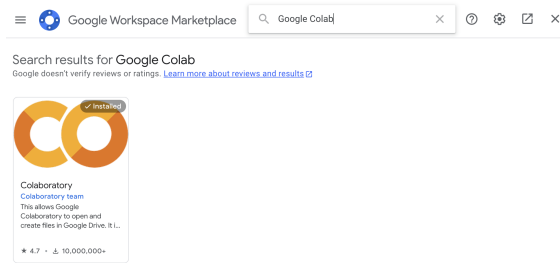 Google Workspace Marketplace
Google Colab
Search results for Google Colab
Google doesn't verify reviews or ratings. Learn more about reviews and results
Installed
Colaboratory
Colaboratory team
This allows Google
Colaboratory to open and
create files in Google Drive. It i...
4.7 • 10,000,000+